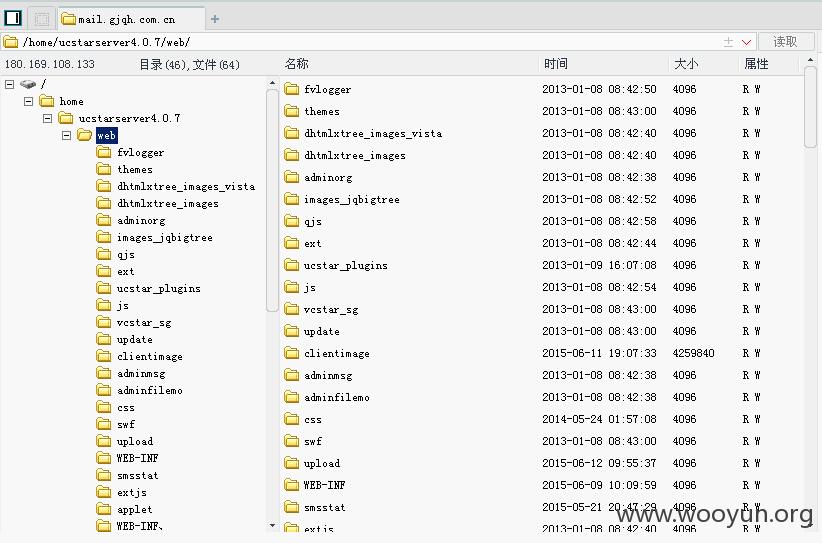 mail.gjqh.com.cn
/home/ucstarserver4.0.7/web/
读取
180.169.108.133 目录(46),文件(64)
名称 时间 大小 属性
/
home
ucstarserver4.0.7
web
fvlogger
themes
dhtmlxtree_images_vista
dhtmlxtree_images
adminorg
images_jqbigtree
qjs
ext
ucstar_plugins
js
vcstar_sg
update
clientimage
adminmsg
adminfilemo
css
swf
upload
WEB-INF
smsstat
extjs
applet
WEB-INF、
fvlogger 2013-01-08 08:42:50 4096 R W
themes 2013-01-08 08:43:00 4096 R W
dhtmlxtree_images_vista 2013-01-08 08:42:40 4096 R W
dhtmlxtree_images 2013-01-08 08:42:40 4096 R W
adminorg 2013-01-08 08:42:38 4096 R W
images_jqbigtree 2013-01-08 08:42:52 4096 R W
qjs 2013-01-08 08:42:58 4096 R W
ext 2013-01-08 08:42:44 4096 R W
ucstar_plugins 2013-01-09 16:07:08 4096 R W
js 2013-01-08 08:42:54 4096 R W
vcstar_sg 2013-01-08 08:43:00 4096 R W
update 2013-01-08 08:43:00 4096 R W
clientimage 2015-06-11 19:07:33 4259840 R W
adminmsg 2013-01-08 08:42:38 4096 R W
adminfilemo 2013-01-08 08:42:38 4096 R W
css 2014-05-24 01:57:08 4096 R W
swf 2013-01-08 08:43:00 4096 R W
upload 2015-06-12 09:55:37 4096 R W
WEB-INF 2015-06-09 10:09:59 4096 R W
smsstat 2015-05-21 20:47:29 4096 R W
extjs 2013-01-08 08:42:40 4096 R W
www.wooyun.org